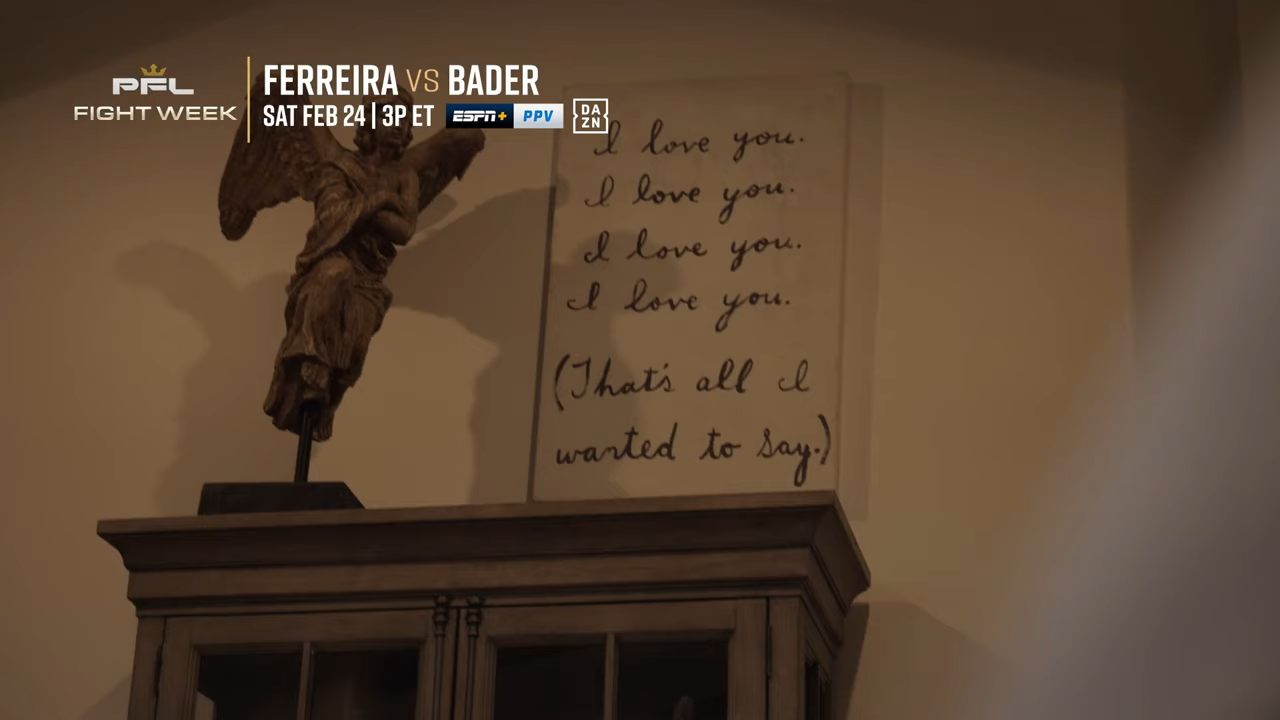 PFL
FIGHT WEEK
FERREIRA VS BADER
SAT FEB 24 | 3P ET ESPN+ PPV DAZN
I love you.
I love you.
I love you.
I love you.
(That's all I
wanted to say.)